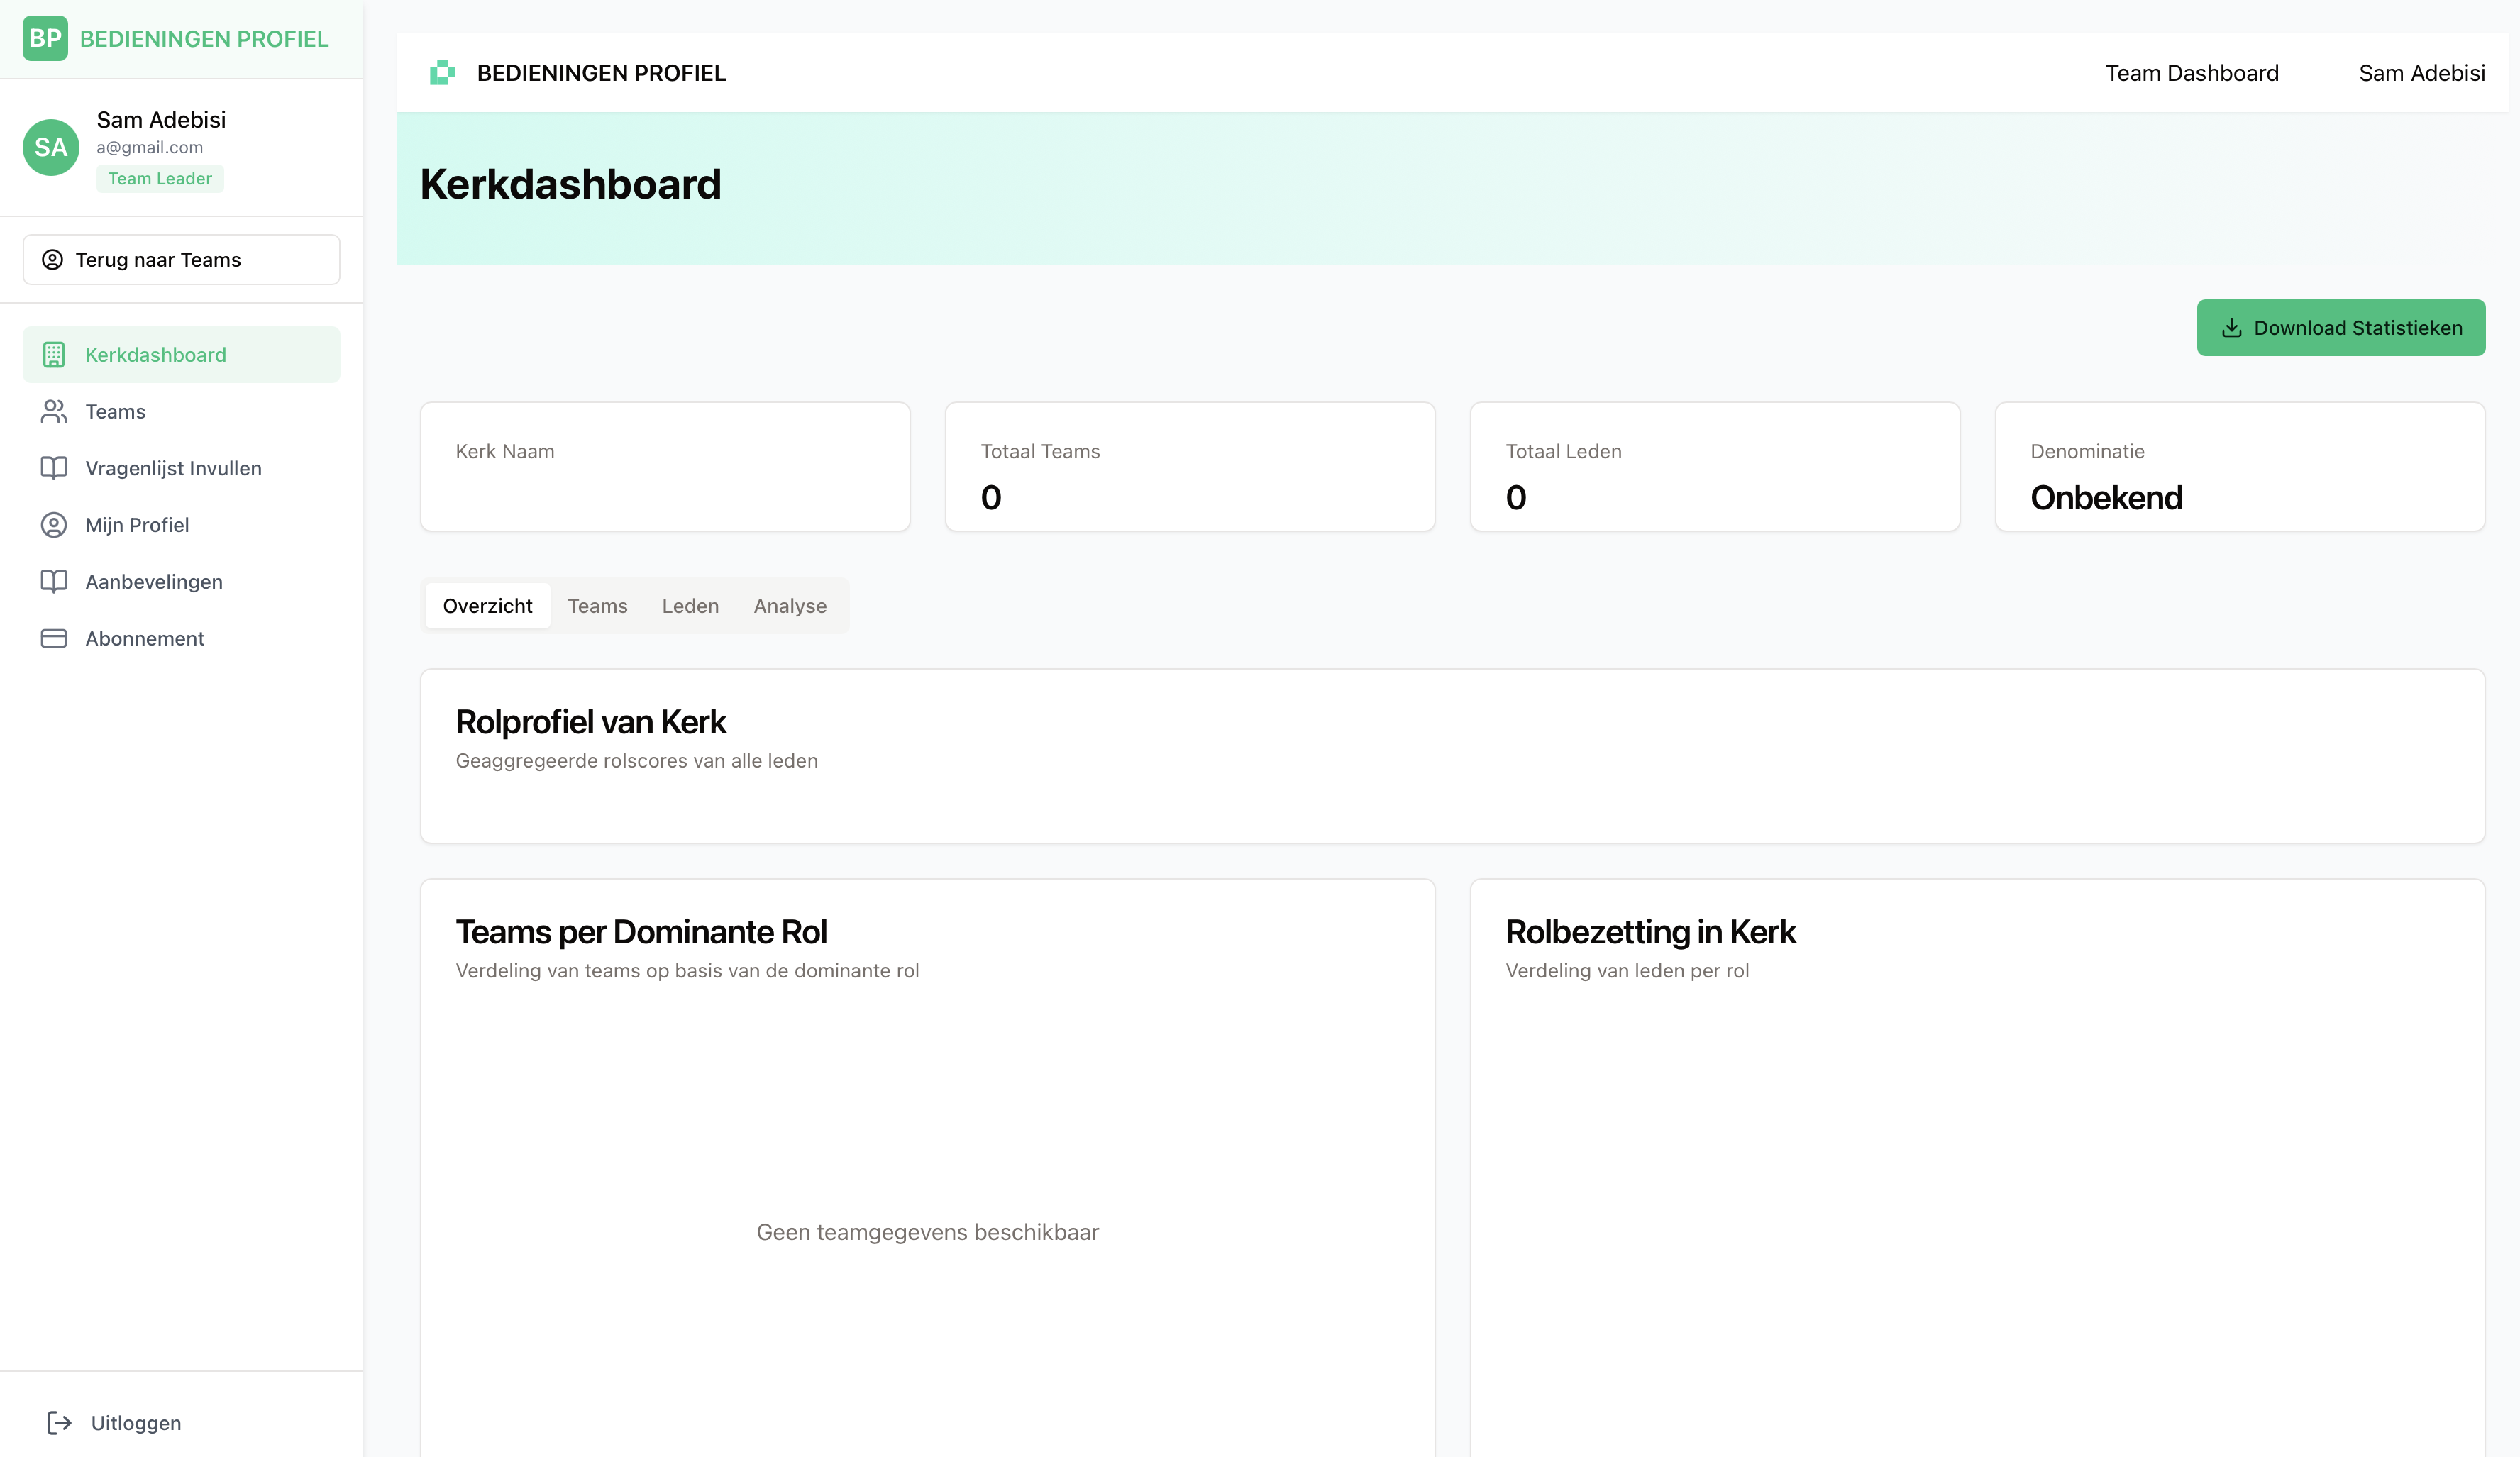 BP BEDIENINGEN PROFIEL
SA
Sam Adebisi
a@gmail.com
Team Leader
Terug naar Teams
Kerkdashboard
Teams
Vragenlijst Invullen
Mijn Profiel
Aanbevelingen
Abonnement
Uitloggen
BEDIENINGEN PROFIEL
Team Dashboard
Sam Adebisi
Kerkdashboard
Download Statistieken
Kerk Naam
Totaal Teams
0
Totaal Leden
0
Denominatie
Onbekend
Overzicht
Teams
Leden
Analyse
Rolprofiel van Kerk
Geaggregeerde rolscores van alle leden
Teams per Dominante Rol
Verdeling van teams op basis van de dominante rol
Geen teamgegevens beschikbaar
Rolbezetting in Kerk
Verdeling van leden per rol